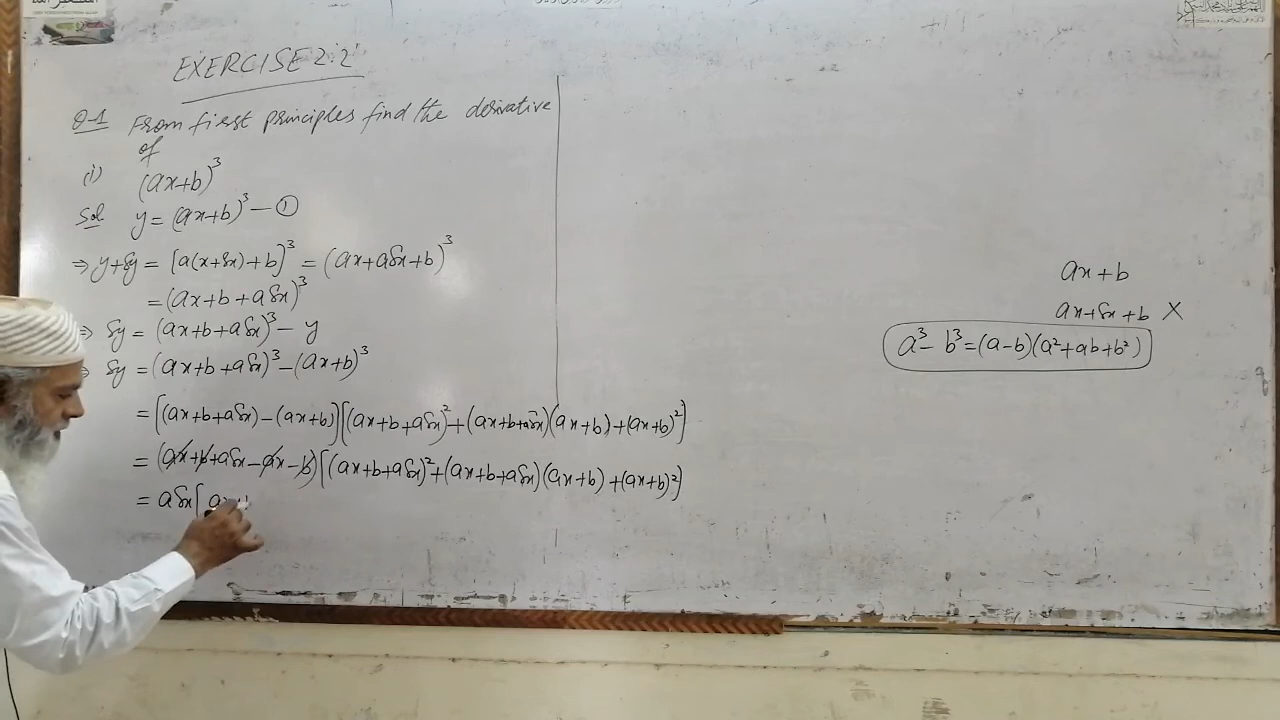 EXERCISE 2.2
Q.1 From first principles find the derivative
of
(i) (ax+b)³
Sol. y = (ax+b)³ — ①
⇒ y+δy = [a(x+δx)+b]³ = (ax+aδx+b)³
= (ax+b+aδx)³
⇒ δy = (ax+b+aδx)³ - y
⇒ δy = (ax+b+aδx)³ - (ax+b)³
= [(ax+b+aδx)-(ax+b)][(ax+b+aδx)²+(ax+b+aδx)(ax+b)+(ax+b)²]
= (ax+b+aδx-ax-b)[(ax+b+aδx)²+(ax+b+aδx)(ax+b)+(ax+b)²]
= aδx[
ax+b
ax+δx+b X
a³-b³=(a-b)(a²+ab+b²)